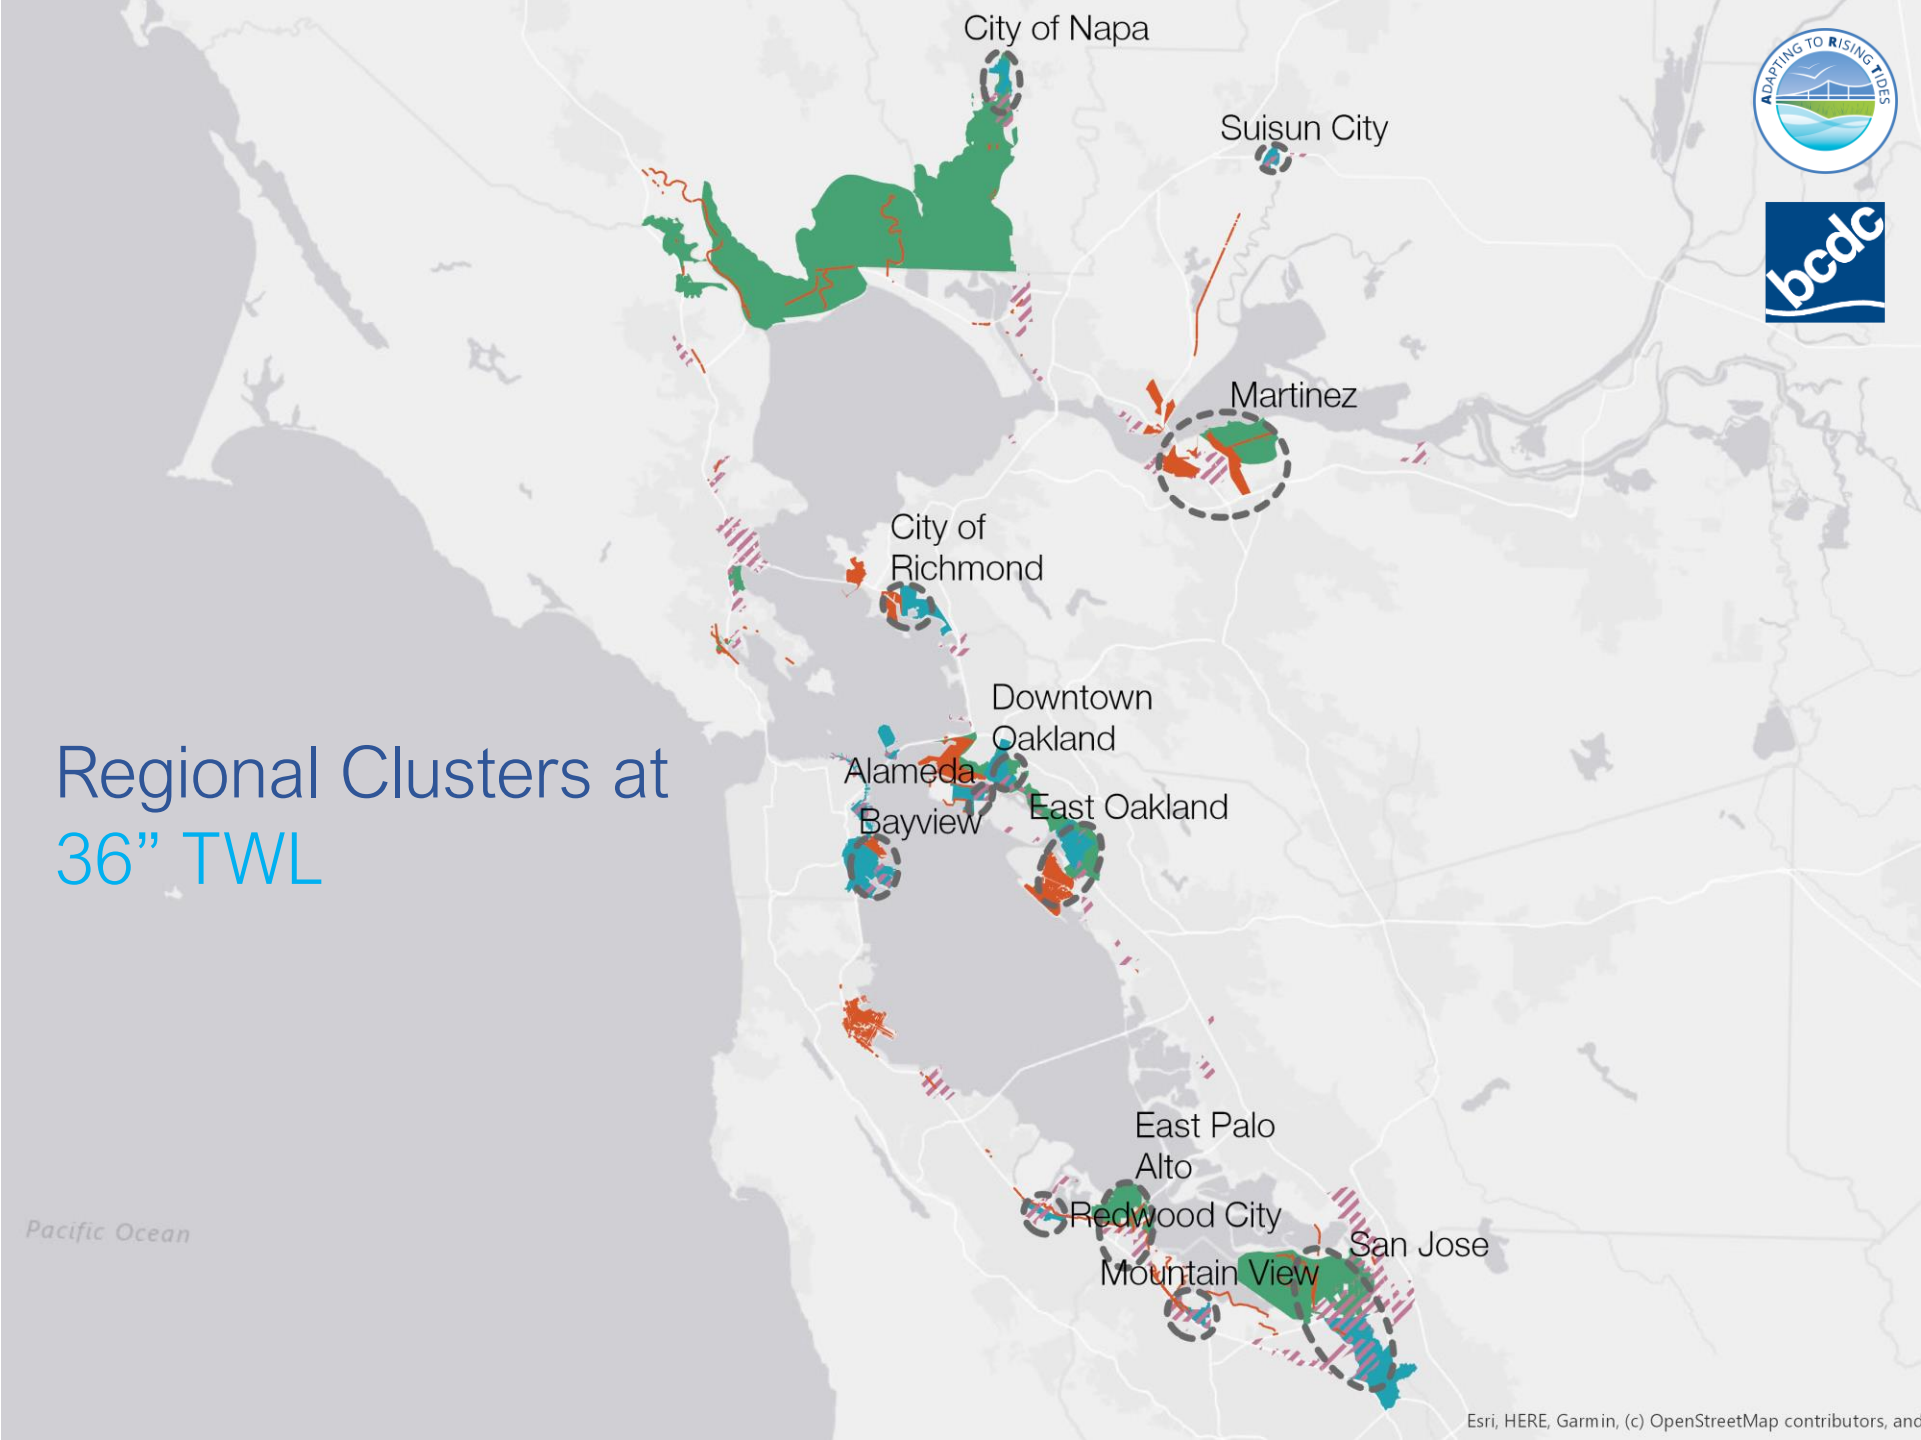 City of Napa
ADAPTING TO RISING TIDES
Suisun City
bcdc
Martinez
City of
Richmond
Downtown
Oakland
Regional Clusters at
36” TWL
Alameda
East Oakland
Bayview
East Palo
Alto
Redwood City
Pacific Ocean
San Jose
Mountain View
Esri, HERE, Garmin, (c) OpenStreetMap contributors, and